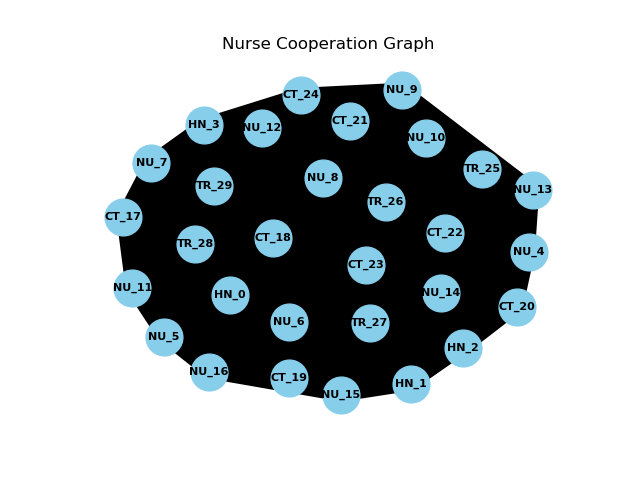 Nurse Cooperation Graph
NU_9
CT_24
CT_21
HN_3
NU_12
NU_10
NU_7
TR_25
NU_8
TR_29
NU_13
TR_26
CT_17
CT_22
CT_18
TR_28
NU_4
CT_23
NU_11
NU_14
HN_0
CT_20
NU_6
TR_27
NU_5
HN_2
NU_16
CT_19
HN_1
NU_15